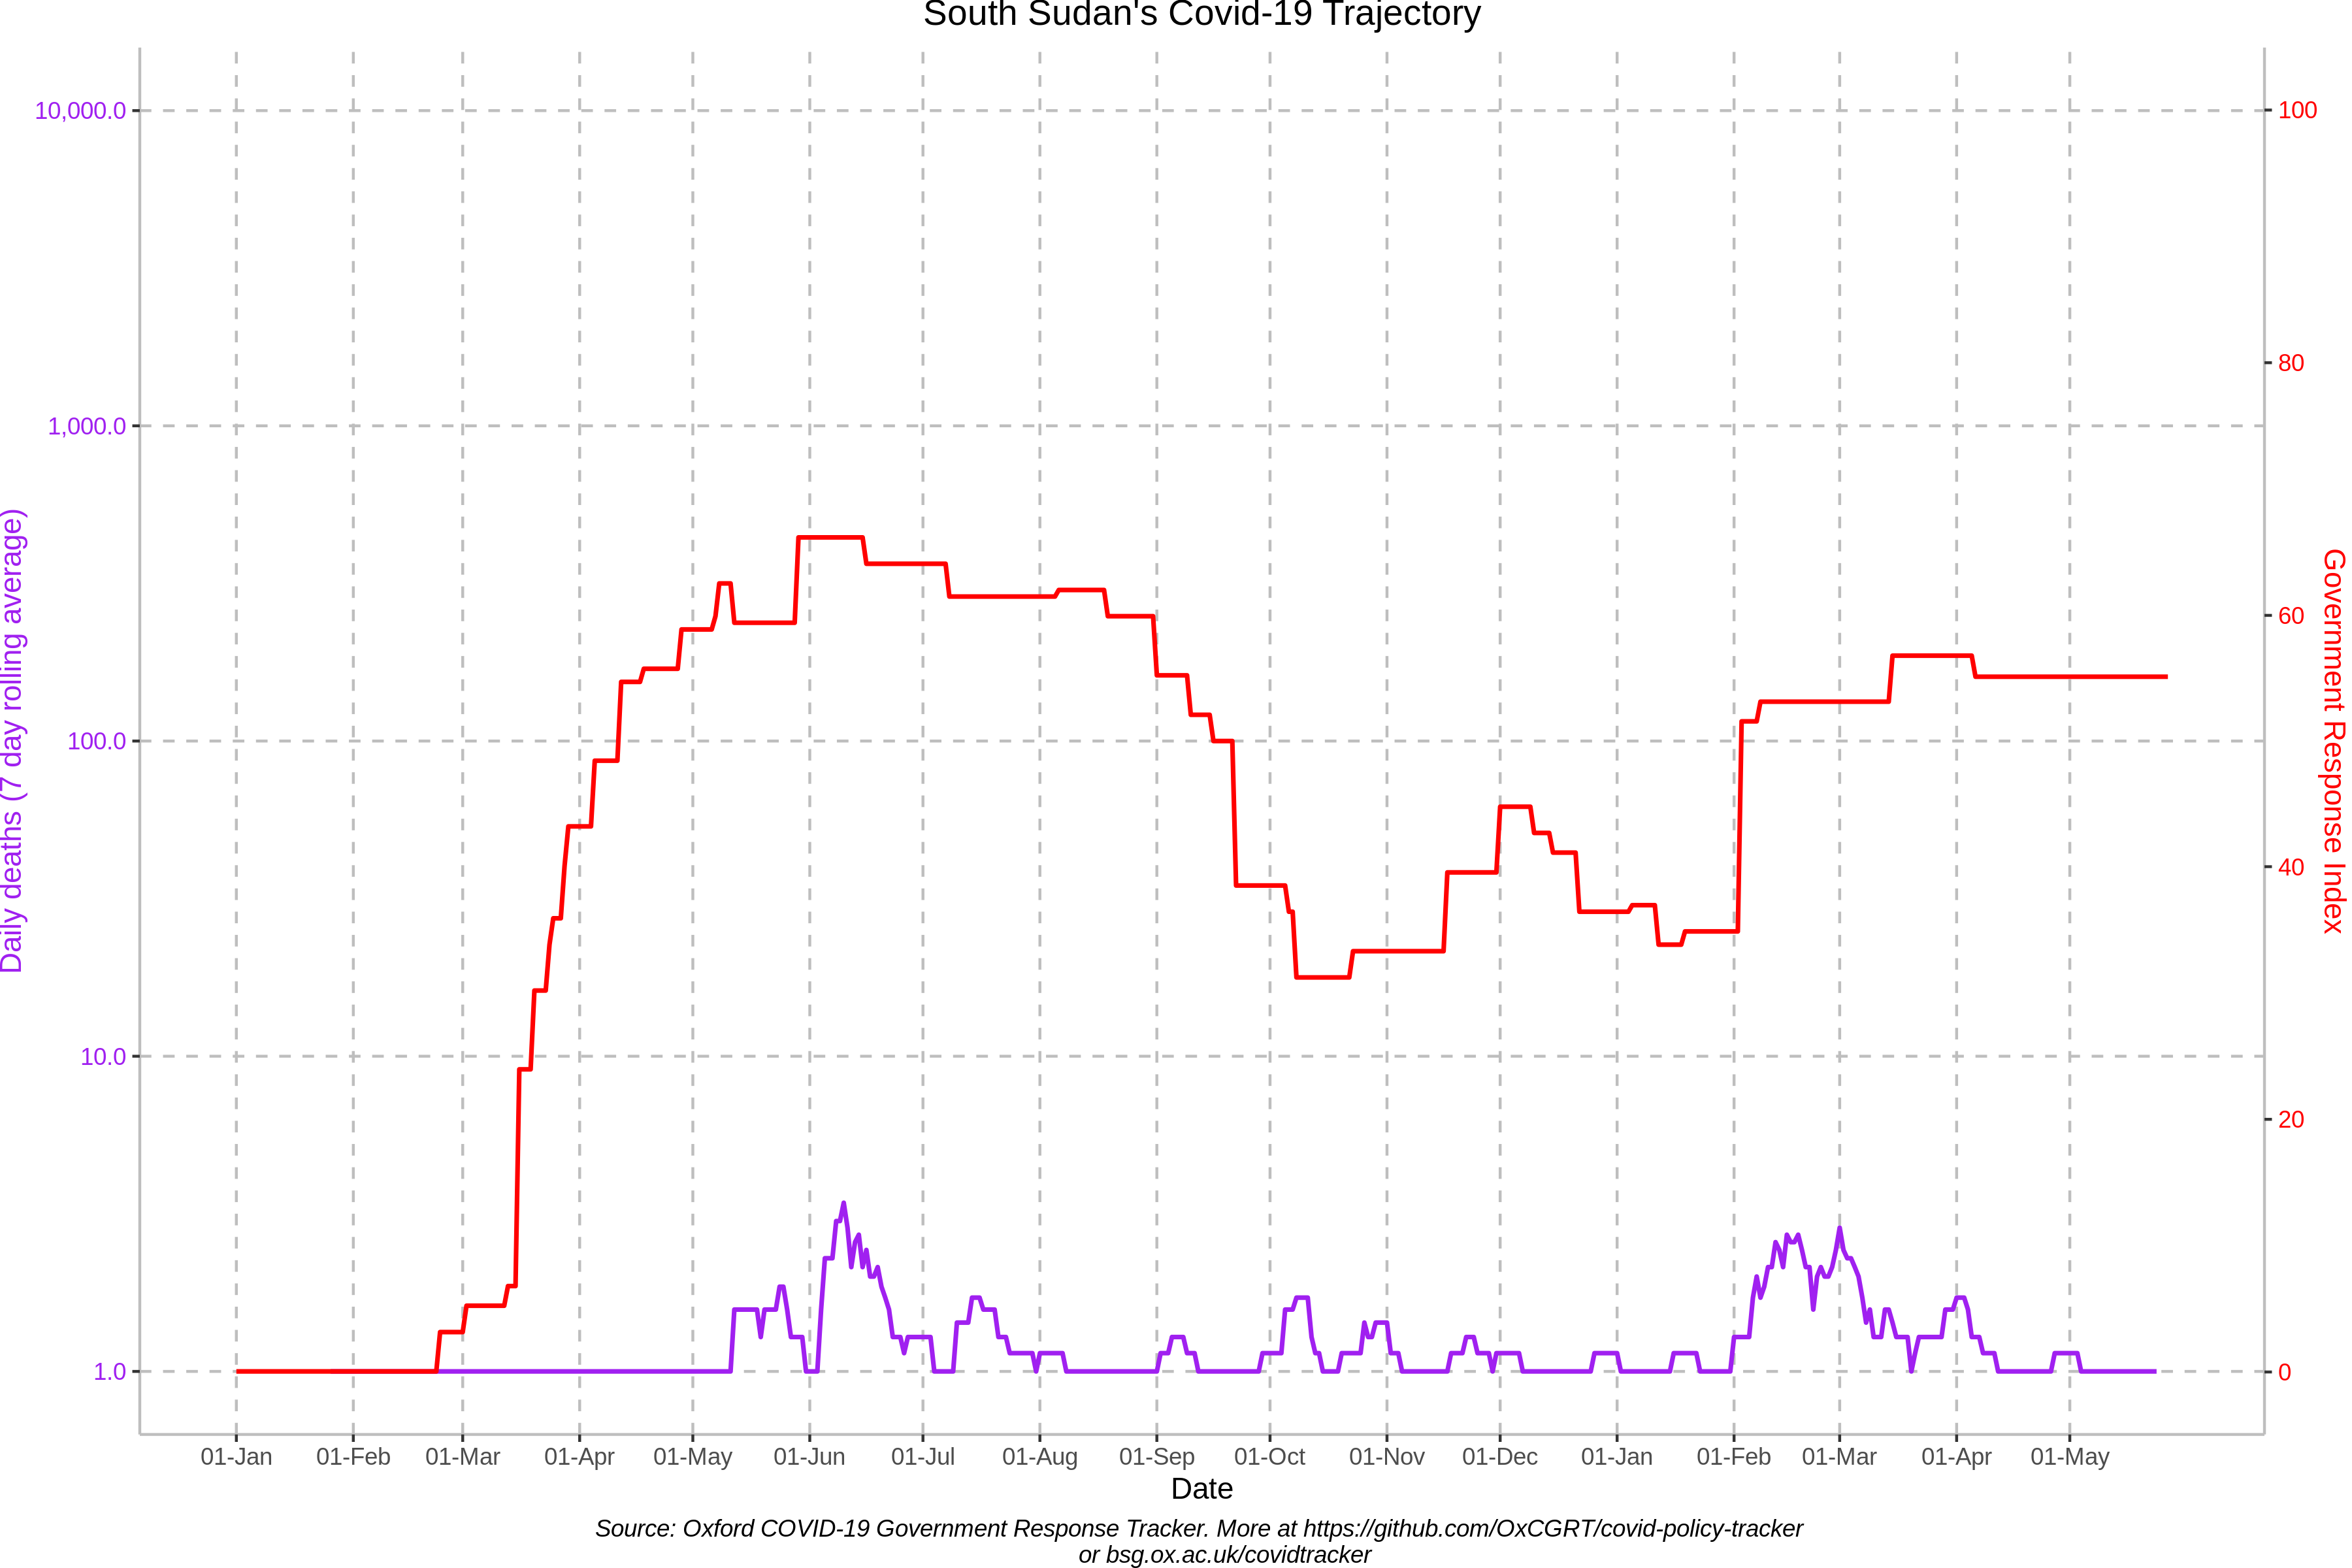 South Sudan's Covid-19 Trajectory
10,000.0
1,000.0
100.0
10.0
1.0
Daily deaths (7 day rolling average)
100
80
60
40
20
0
Government Response Index
01-Jan 01-Feb 01-Mar 01-Apr 01-May 01-Jun 01-Jul 01-Aug 01-Sep 01-Oct 01-Nov 01-Dec 01-Jan 01-Feb 01-Mar 01-Apr 01-May
Date
Source: Oxford COVID-19 Government Response Tracker. More at https://github.com/OxCGRT/covid-policy-tracker
or bsg.ox.ac.uk/covidtracker